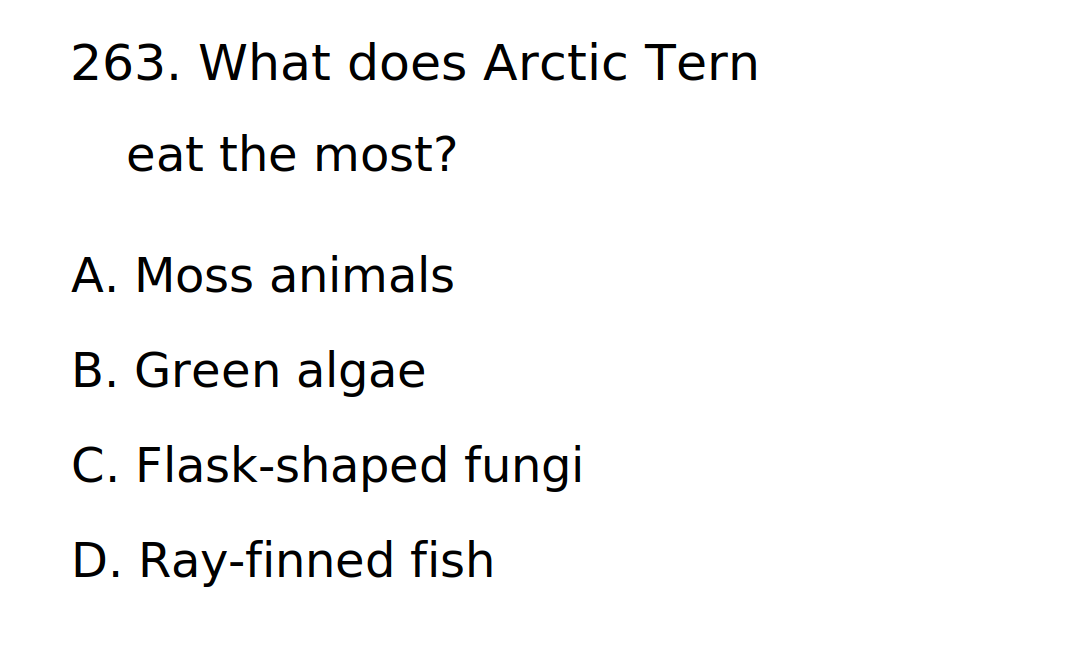 263. What does Arctic Tern
eat the most?
A. Moss animals
B. Green algae
C. Flask-shaped fungi
D. Ray-finned fish